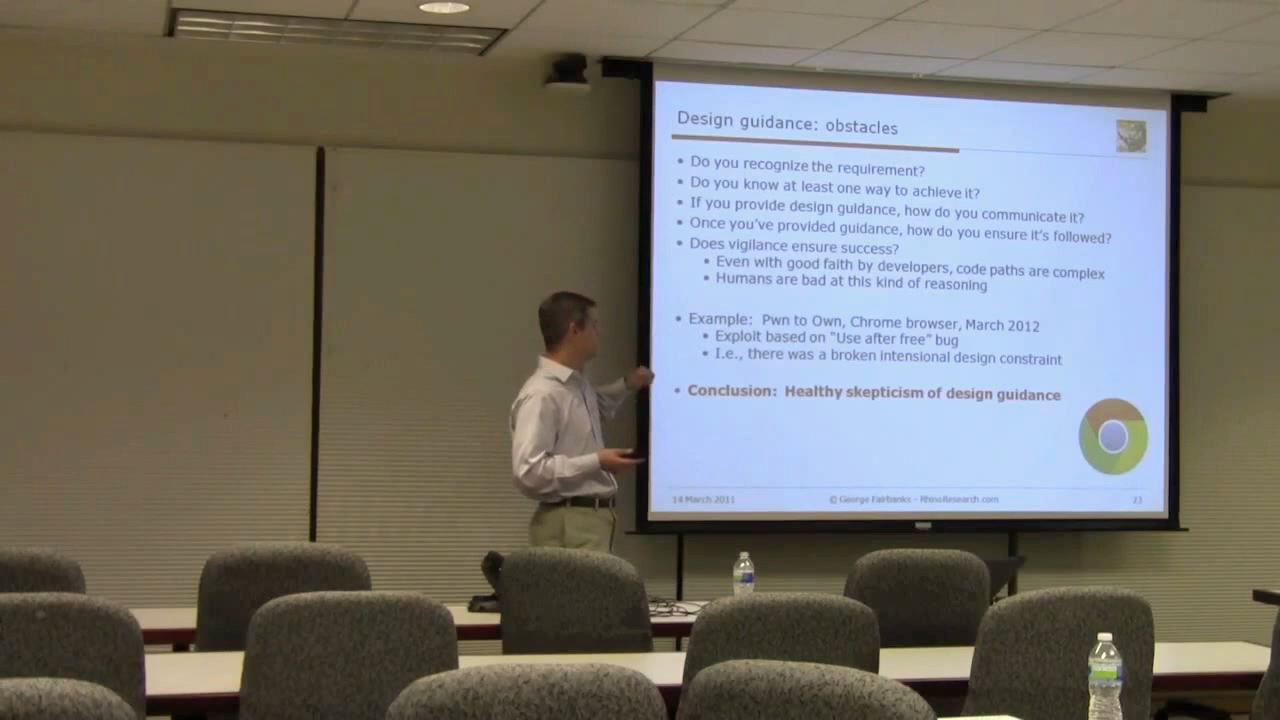 Design guidance: obstacles
• Do you recognize the requirement?
• Do you know at least one way to achieve it?
• If you provide design guidance, how do you communicate it?
• Once you've provided guidance, how do you ensure it's followed?
• Does vigilance ensure success?
• Even with good faith by developers, code paths are complex
• Humans are bad at this kind of reasoning
• Example: Pwn to Own, Chrome browser, March 2012
• Exploit based on "Use after free" bug
• I.e., there was a broken intensional design constraint
• Conclusion: Healthy skepticism of design guidance
14 March 2011 © George Fairbanks – RhinoResearch.com 23